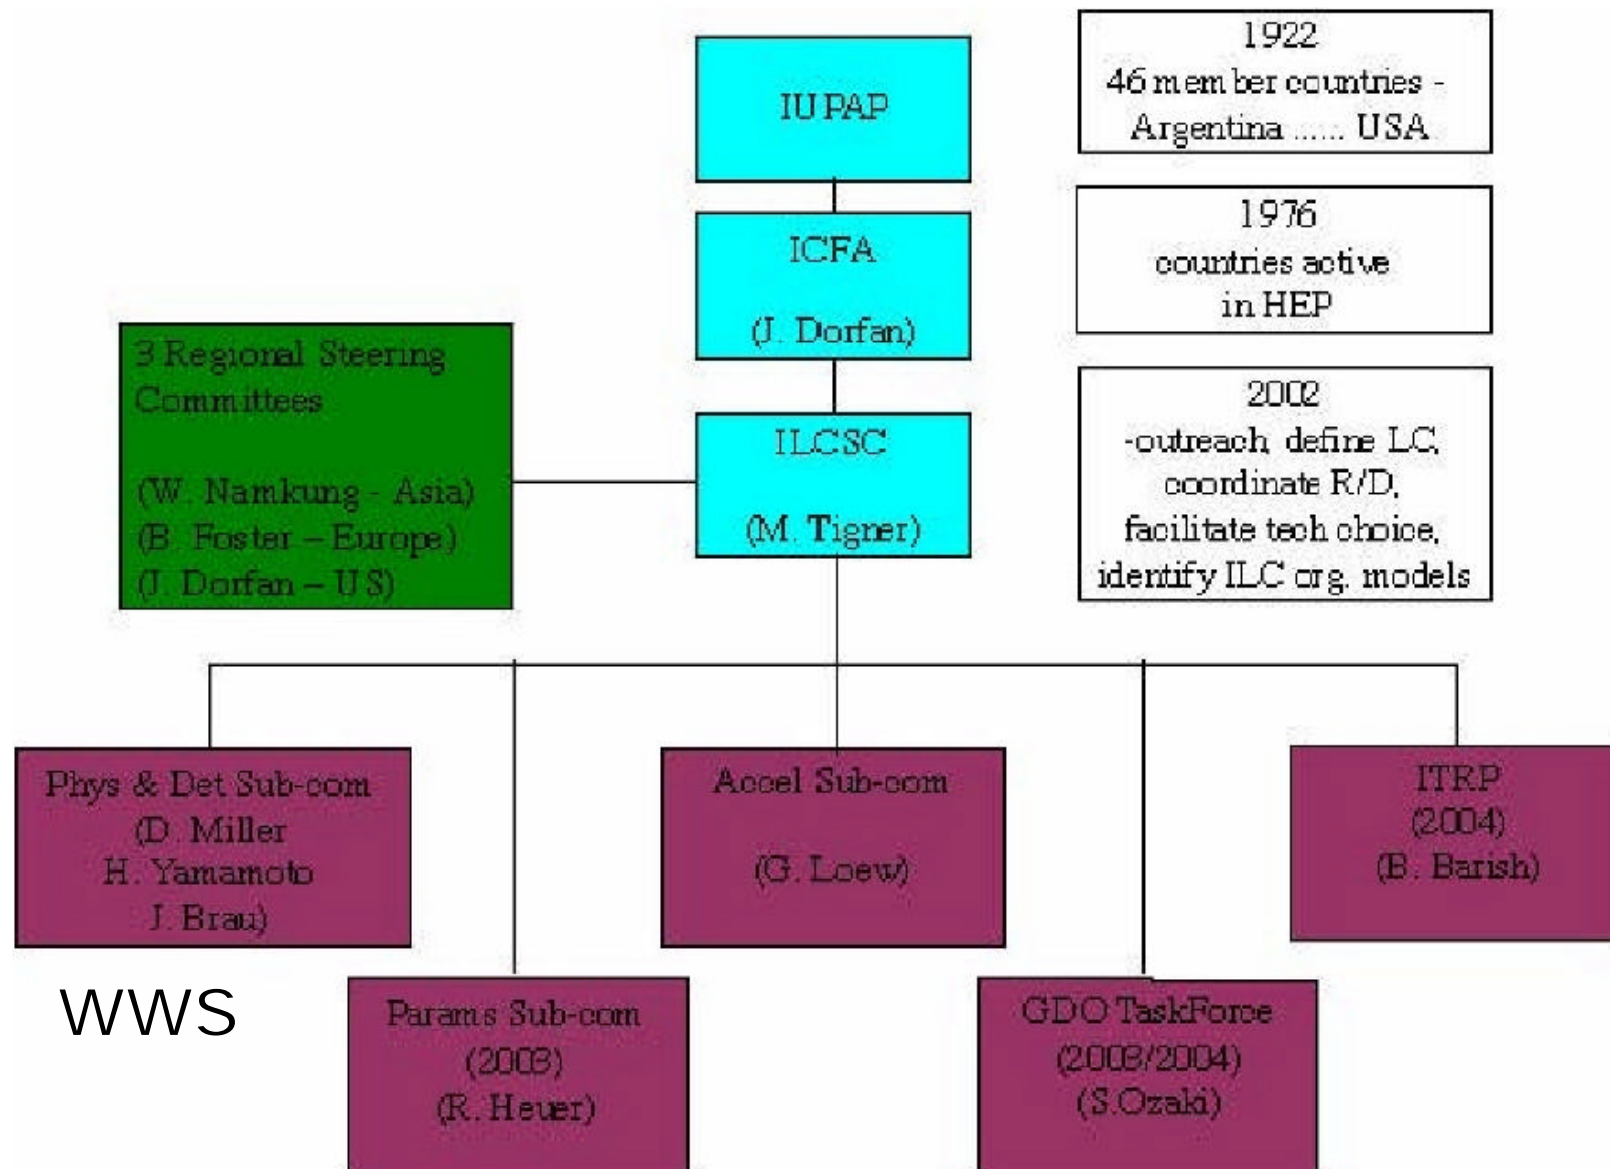 IUPAP
1922
46 member countries -
Argentina ...... USA
ICFA
(J. Dorfan)
1976
countries active
in HEP
3 Regional Steering
Committees
(W. Namkung - Asia)
(B. Foster – Europe)
(J. Dorfan – US)
ILCSC
(M. Tigner)
2002
-outreach, define LC,
coordinate R/D,
facilitate tech choice,
identify ILC org. models
Phys & Det Sub-com
(D. Miller
H. Yamamoto
J. Brau)
WWS
Params Sub-com
(2003)
(R. Heuer)
Accel Sub-com
(G. Loew)
GDO TaskForce
(2003/2004)
(S.Ozaki)
ITRP
(2004)
(B. Barish)